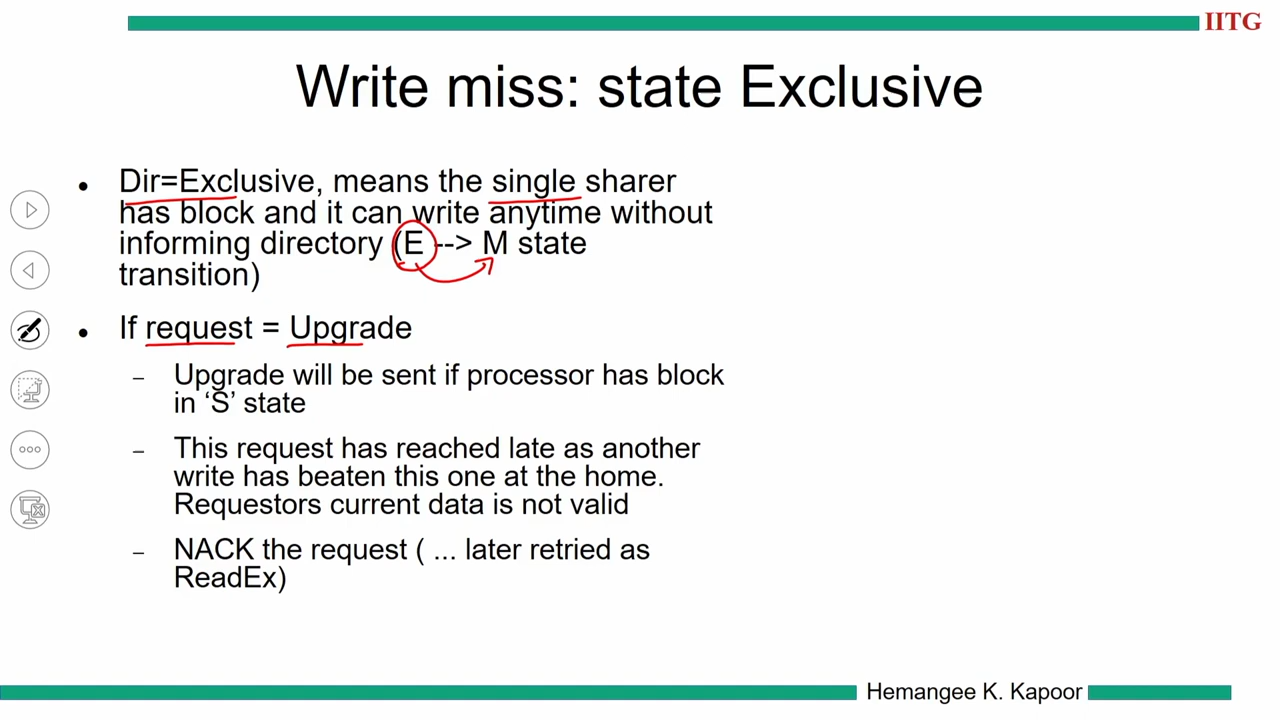 IITG
Write miss: state Exclusive
• Dir=Exclusive, means the single sharer
has block and it can write anytime without
informing directory (E --> M state
transition)
• If request = Upgrade
– Upgrade will be sent if processor has block
in ‘S’ state
– This request has reached late as another
write has beaten this one at the home.
Requestors current data is not valid
– NACK the request ( ... later retried as
ReadEx)
Hemangee K. Kapoor